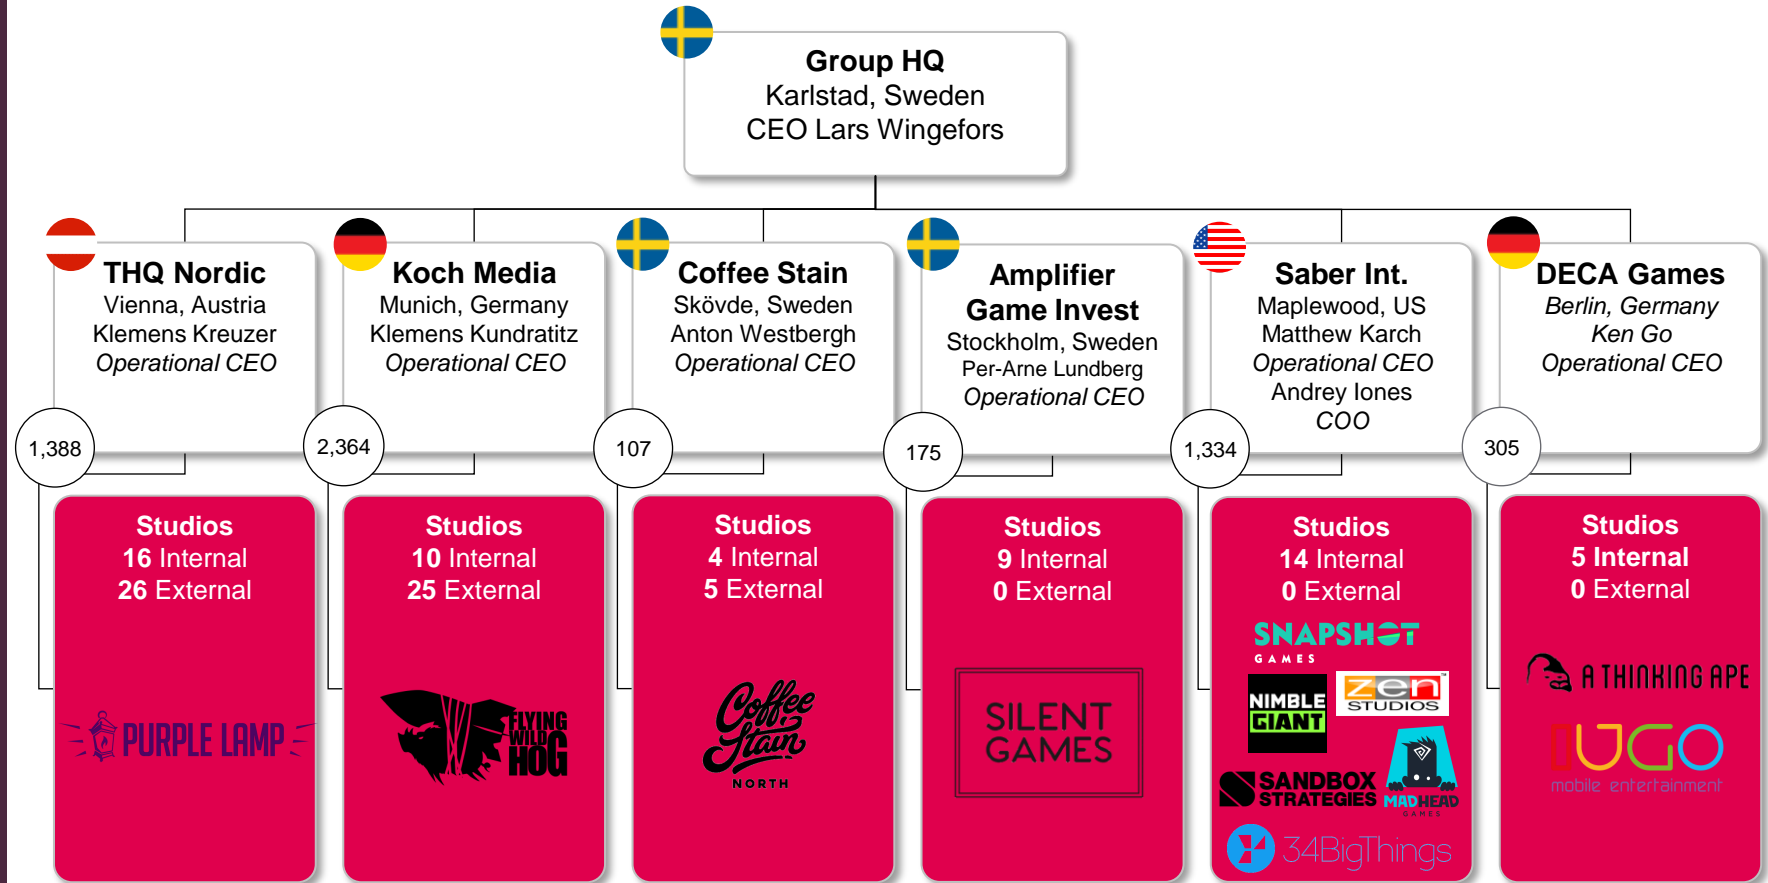 Group HQ
Karlstad, Sweden
CEO Lars Wingefors
THQ Nordic
Vienna, Austria
Klemens Kreuzer
Operational CEO
1,388
Koch Media
Munich, Germany
Klemens Kundratitz
Operational CEO
2,364
Coffee Stain
Skövde, Sweden
Anton Westbergh
Operational CEO
107
Amplifier
Game Invest
Stockholm, Sweden
Per-Arne Lundberg
Operational CEO
175
Saber Int.
Maplewood, US
Matthew Karch
Operational CEO
Andrey Iones
COO
1,334
DECA Games
Berlin, Germany
Ken Go
Operational CEO
305
Studios
16 Internal
26 External
PURPLE LAMP
Studios
10 Internal
25 External
FLYING
WILD
HOG
Studios
4 Internal
5 External
Coffee
Stain
NORTH
Studios
9 Internal
0 External
SILENT
GAMES
Studios
14 Internal
0 External
SNAPSHOT
GAMES
NIMBLE
GIANT
zen™
STUDIOS
SANDBOX
STRATEGIES
MADHEAD
GAMES
34BigThings
Studios
5 Internal
0 External
A THINKING APE
IUGO
mobile entertainment